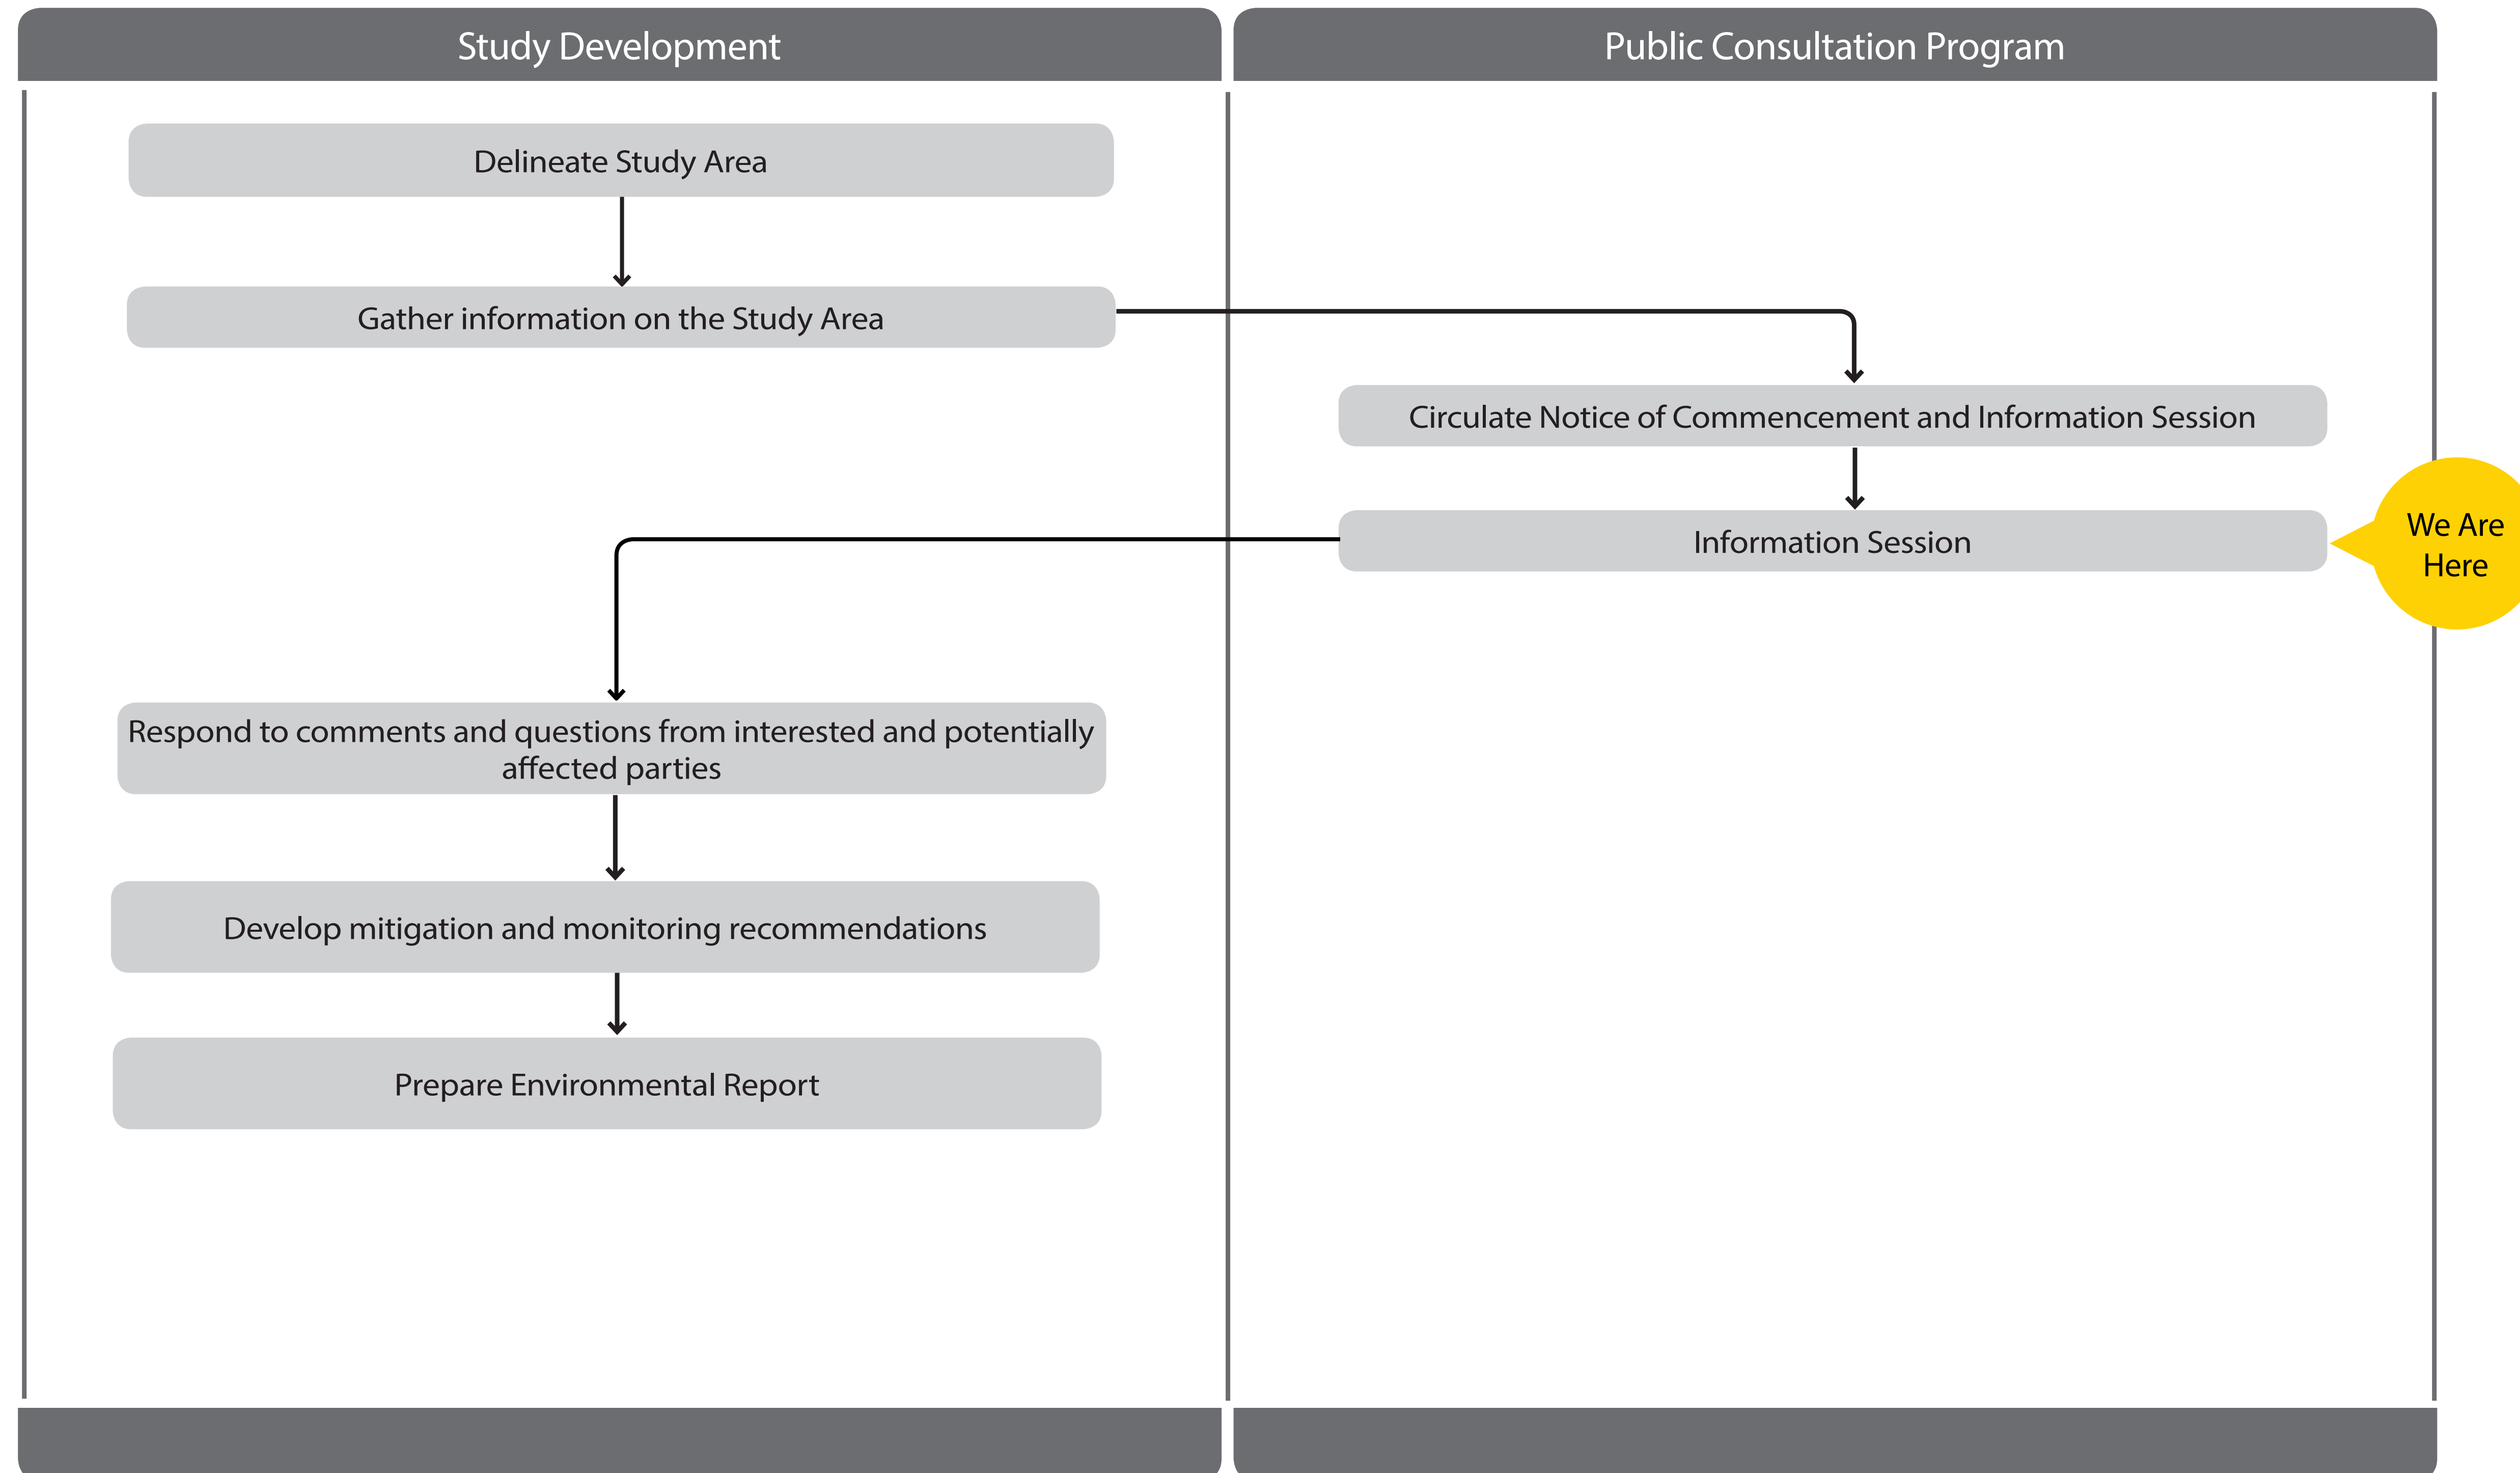 Study Development
Public Consultation Program
Delineate Study Area
Gather information on the Study Area
Circulate Notice of Commencement and Information Session
Information Session
We Are
Here
Respond to comments and questions from interested and potentially
affected parties
Develop mitigation and monitoring recommendations
Prepare Environmental Report